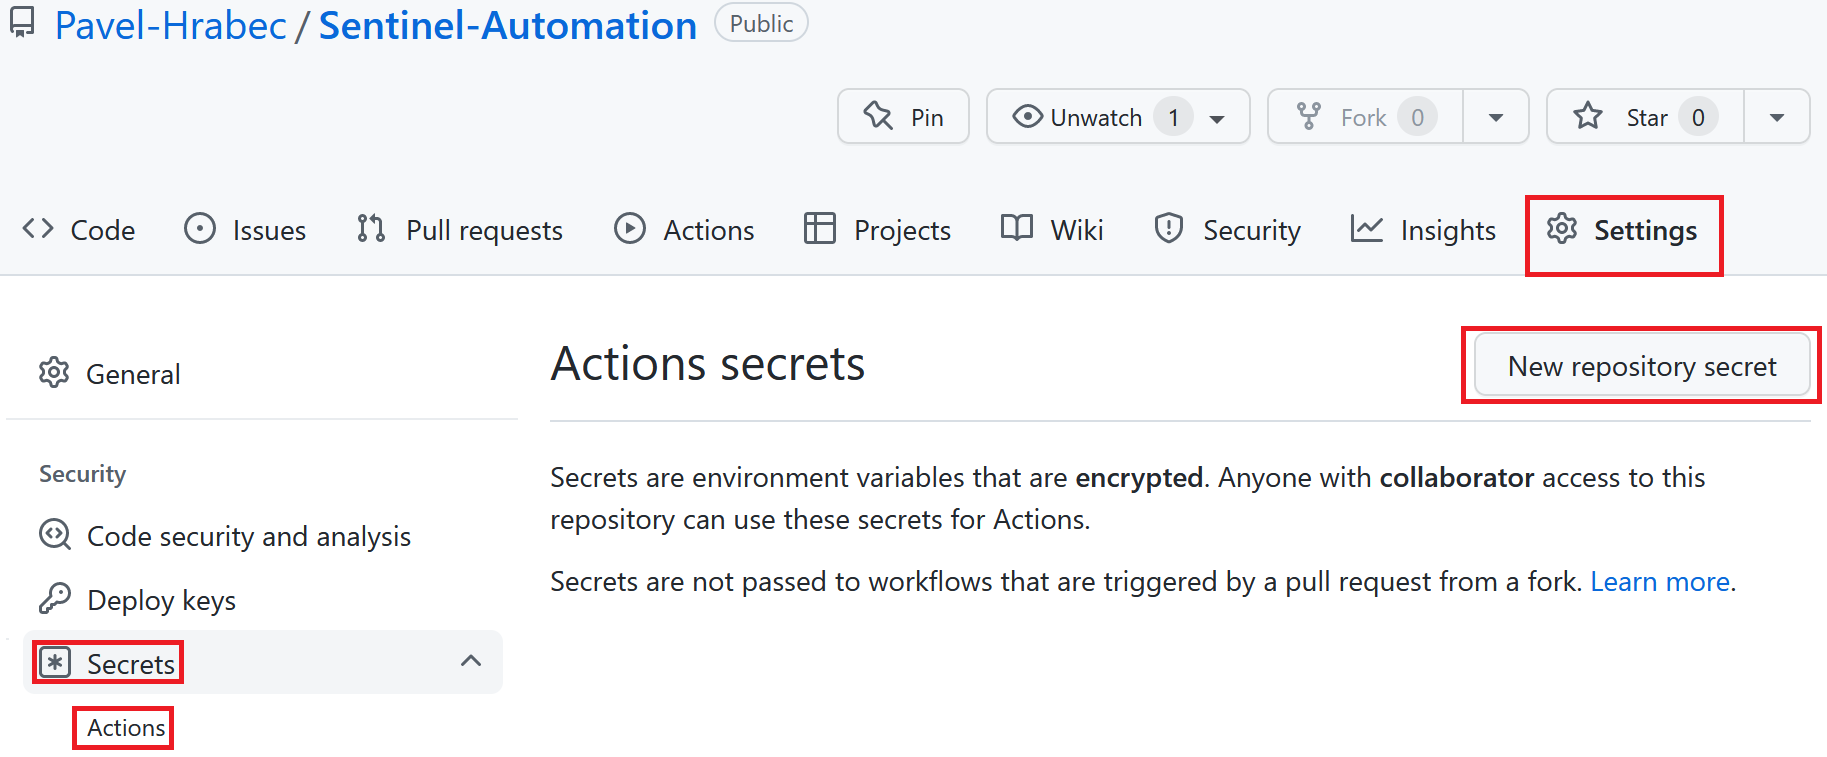 Pavel-Hrabec / Sentinel-Automation Public
Pin Unwatch 1 Fork 0 Star 0
Code Issues Pull requests Actions Projects Wiki Security Insights Settings
General
Security
Code security and analysis
Deploy keys
Secrets
Actions
Actions secrets
New repository secret
Secrets are environment variables that are encrypted. Anyone with collaborator access to this
repository can use these secrets for Actions.
Secrets are not passed to workflows that are triggered by a pull request from a fork. Learn more.